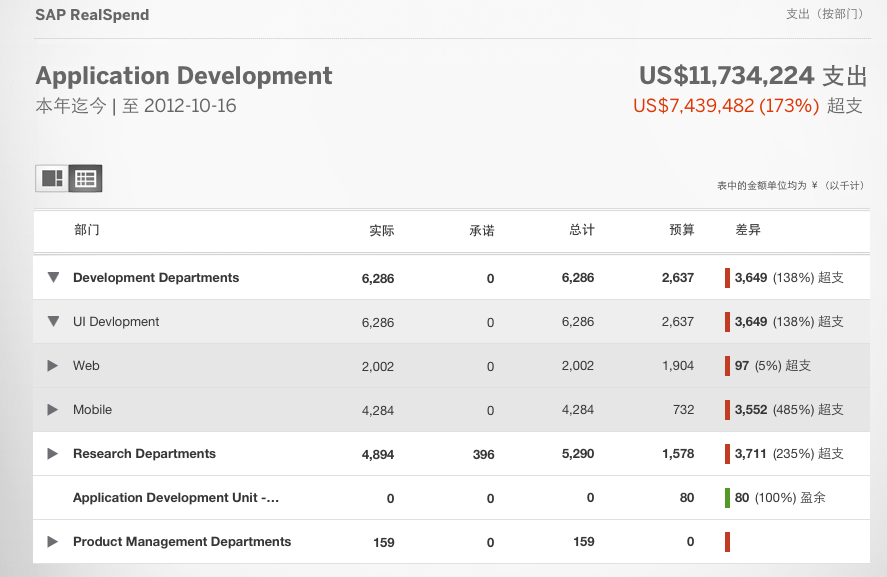 SAP RealSpend 支出（按部门）
Application Development US$11,734,224 支出
本年迄今 | 至 2012-10-16 US$7,439,482 (173%) 超支
表中的金额单位均为 ¥ （以千计）
部门 实际 承诺 总计 预算 差异
Development Departments 6,286 0 6,286 2,637 3,649 (138%) 超支
UI Devlopment 6,286 0 6,286 2,637 3,649 (138%) 超支
Web 2,002 0 2,002 1,904 97 (5%) 超支
Mobile 4,284 0 4,284 732 3,552 (485%) 超支
Research Departments 4,894 396 5,290 1,578 3,711 (235%) 超支
Application Development Unit -... 0 0 0 80 80 (100%) 盈余
Product Management Departments 159 0 159 0